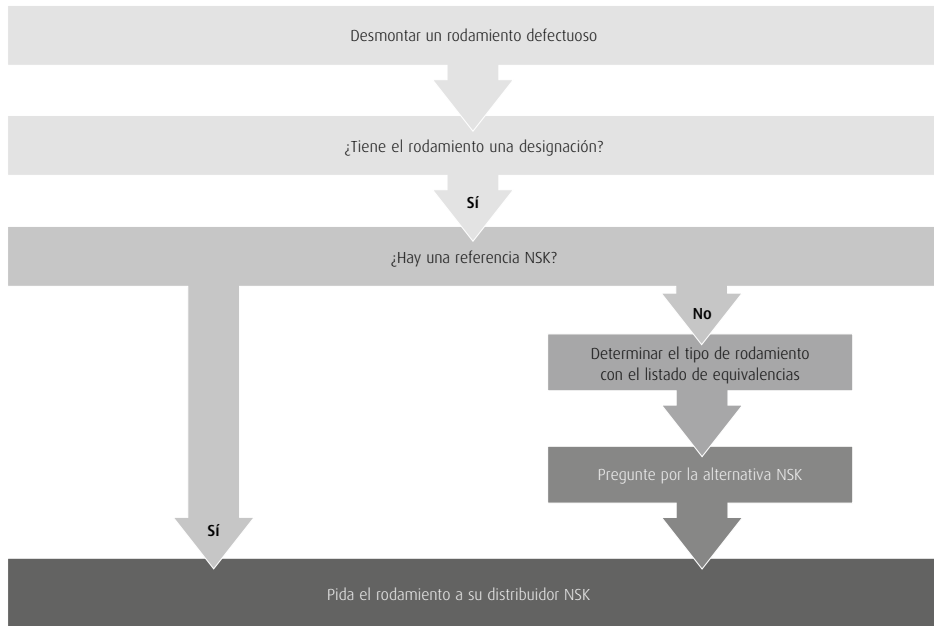 Desmontar un rodamiento defectuoso
¿Tiene el rodamiento una designación?
Sí
¿Hay una referencia NSK?
No
Determinar el tipo de rodamiento
con el listado de equivalencias
Pregunte por la alternativa NSK
Sí
Pida el rodamiento a su distribuidor NSK